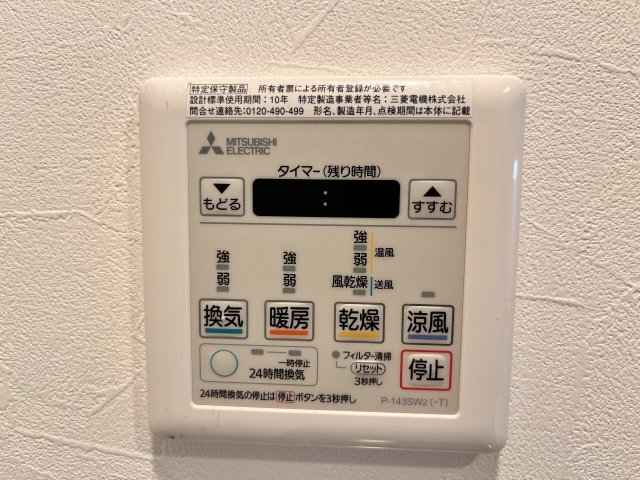 特定保守製品 所有者票による所有者登録が必要です
設計標準使用期間：10年 特定製造事業者等名：三菱電機株式会社
問合せ連絡先：0120-490-499 形名、製造年月、点検期間は本体に記載
MITSUBISHI
ELECTRIC
タイマー(残り時間)
▼
もどる
:
▲
すすむ
強
弱
強
弱
強
弱
温風
風乾燥
送風
換気
暖房
乾燥
涼風
一時停止
24時間換気
フィルター清掃
リセット
3秒押し
停止
24時間換気の停止は 停止 ボタンを3秒押し
P-143SW2(-T)